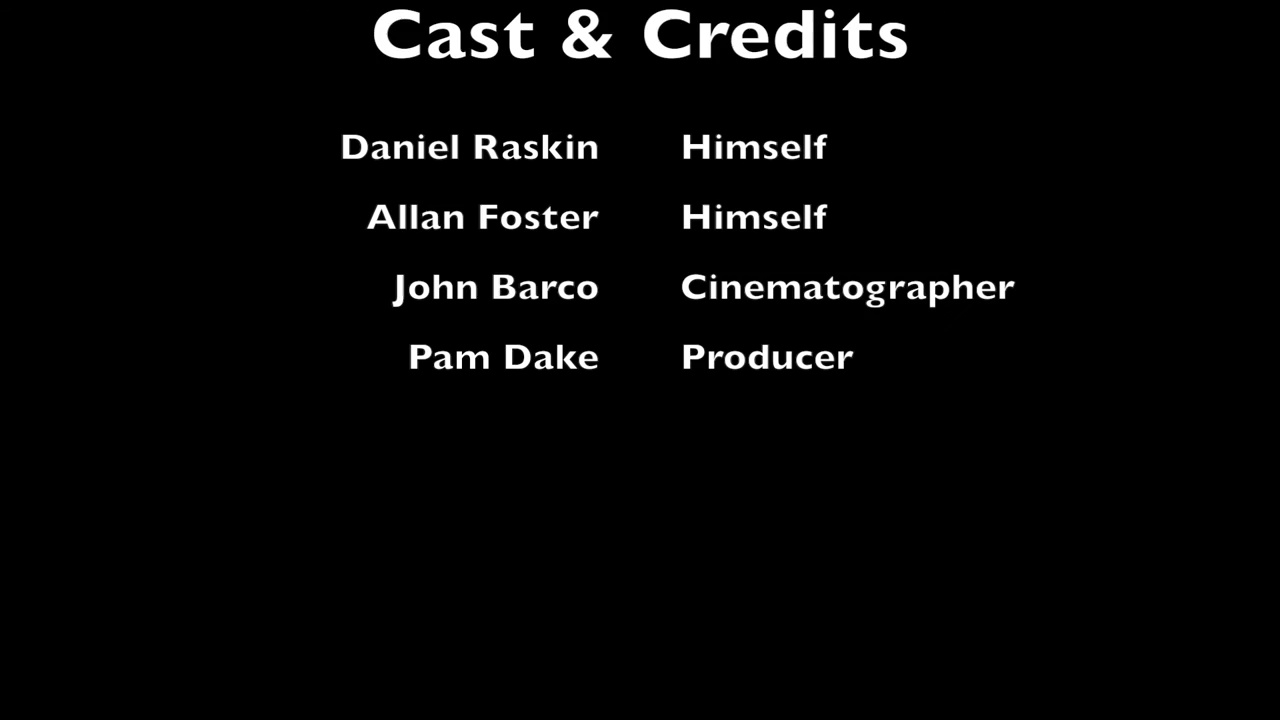 Cast & Credits
Daniel Raskin Himself
Allan Foster Himself
John Barco Cinematographer
Pam Dake Producer